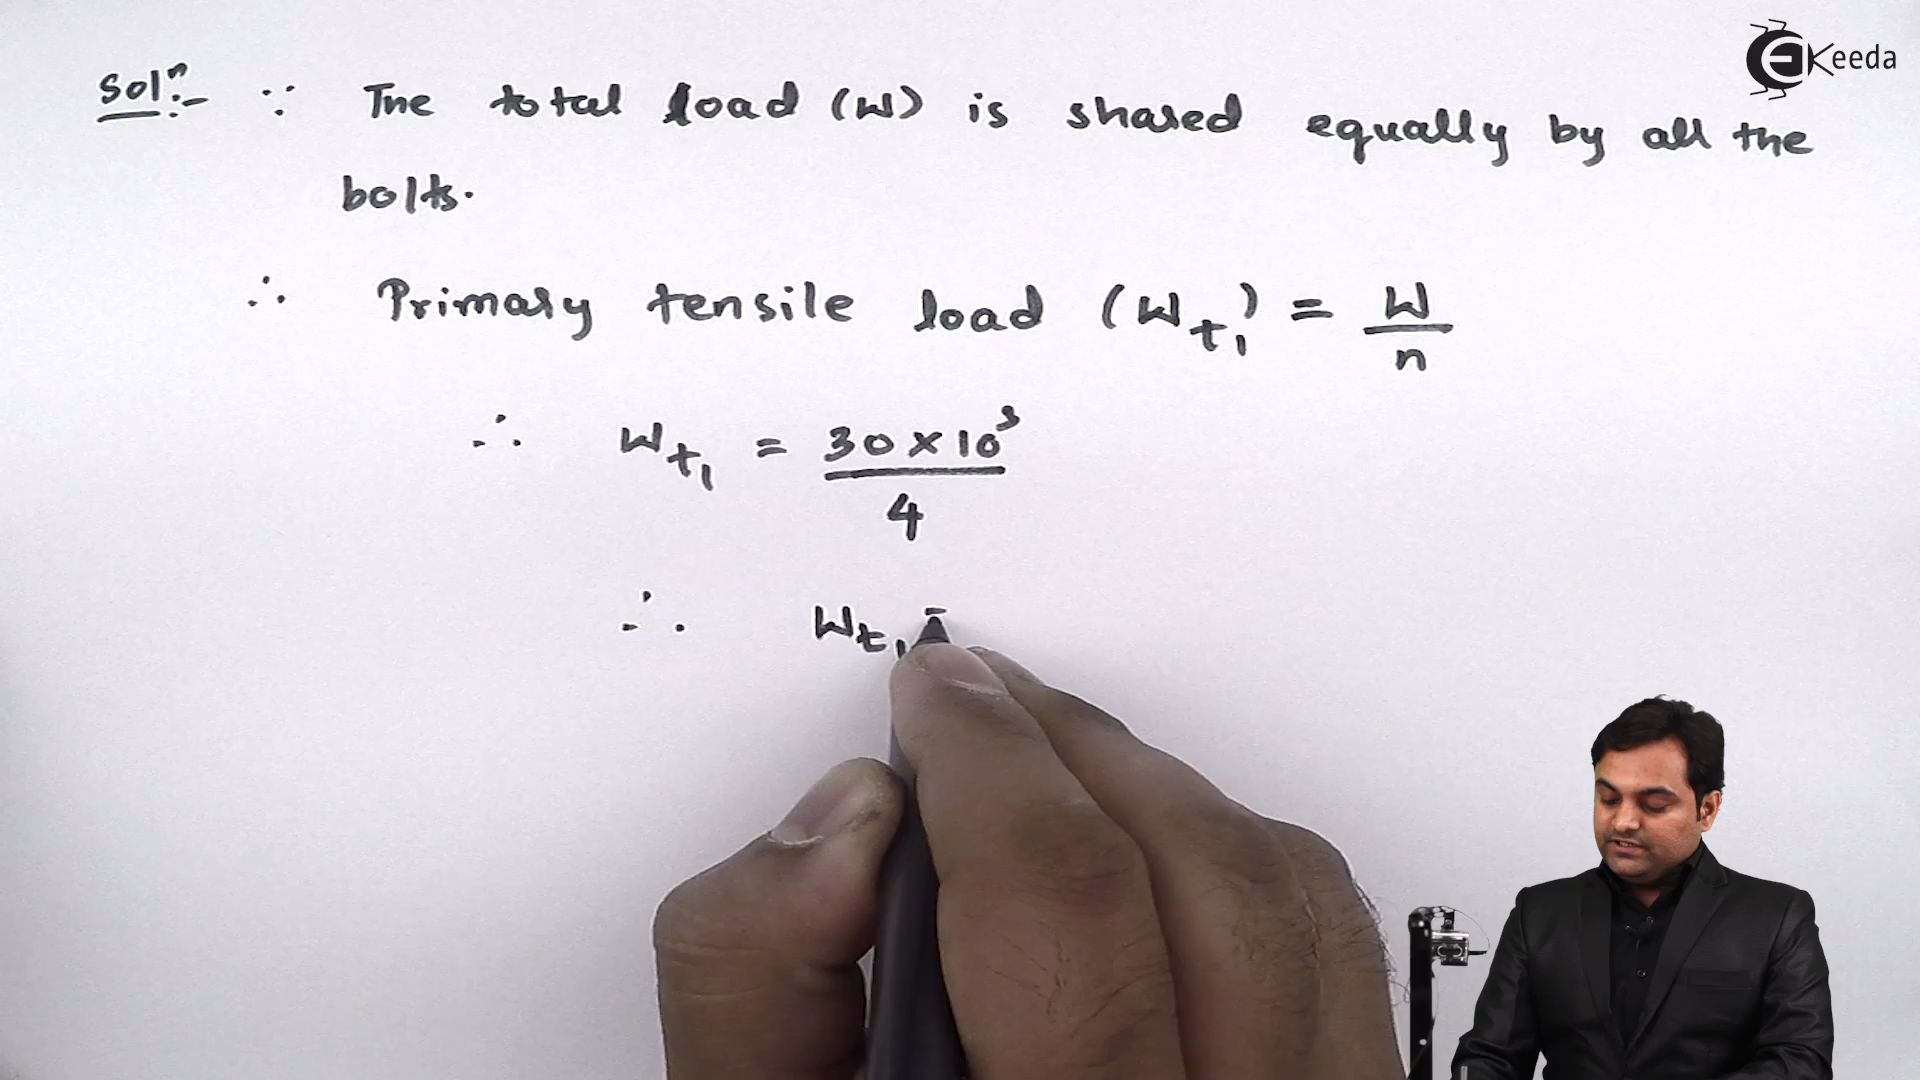 Solⁿ:- ∵ The total load (W) is shared equally by all the
bolts.
∴ Primary tensile load (Wt₁) = W/n
∴ Wt₁ = 30×10³/4
∴ Wt₁ =
EKeeda